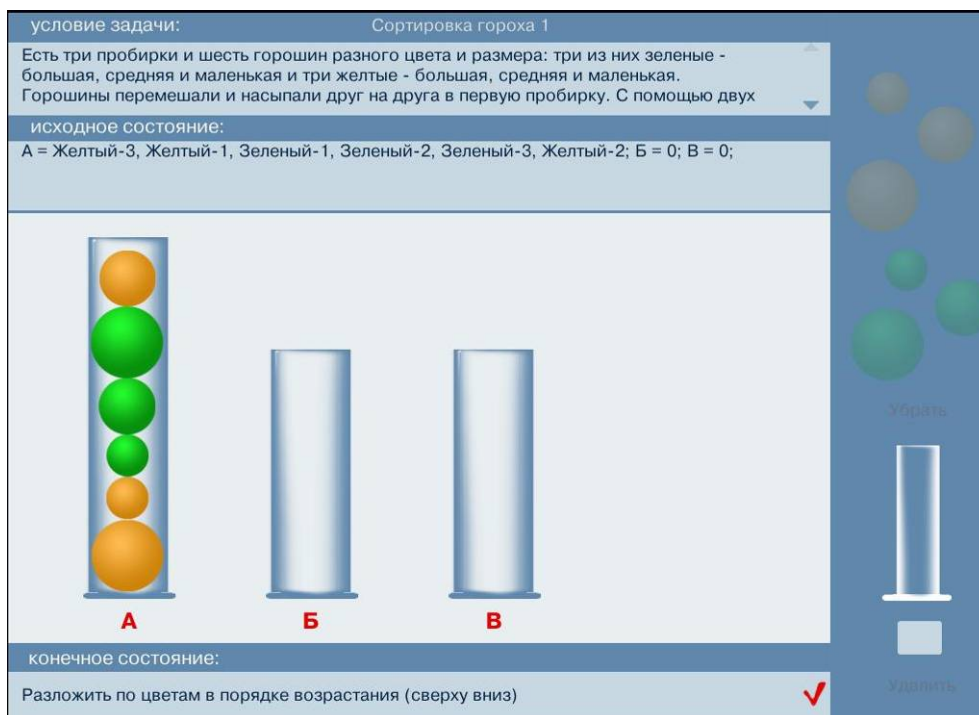 условие задачи: Сортировка гороха 1
Есть три пробирки и шесть горошин разного цвета и размера: три из них зеленые -
большая, средняя и маленькая и три желтые - большая, средняя и маленькая.
Горошины перемешали и насыпали друг на друга в первую пробирку. С помощью двух
исходное состояние:
А = Желтый-3, Желтый-1, Зеленый-1, Зеленый-2, Зеленый-3, Желтый-2; Б = 0; В = 0;
Убрать
А Б В
конечное состояние:
Разложить по цветам в порядке возрастания (сверху вниз)
Удалить